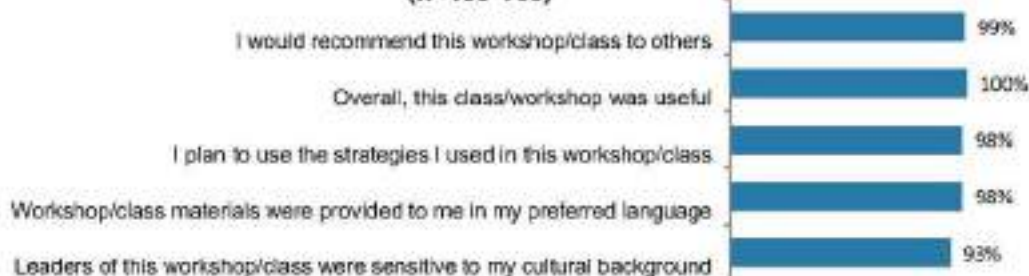 I would recommend this workshop/class to others 99%
Overall, this class/workshop was useful 100%
I plan to use the strategies I used in this workshop/class 98%
Workshop/class materials were provided to me in my preferred language 98%
Leaders of this workshop/class were sensitive to my cultural background 93%